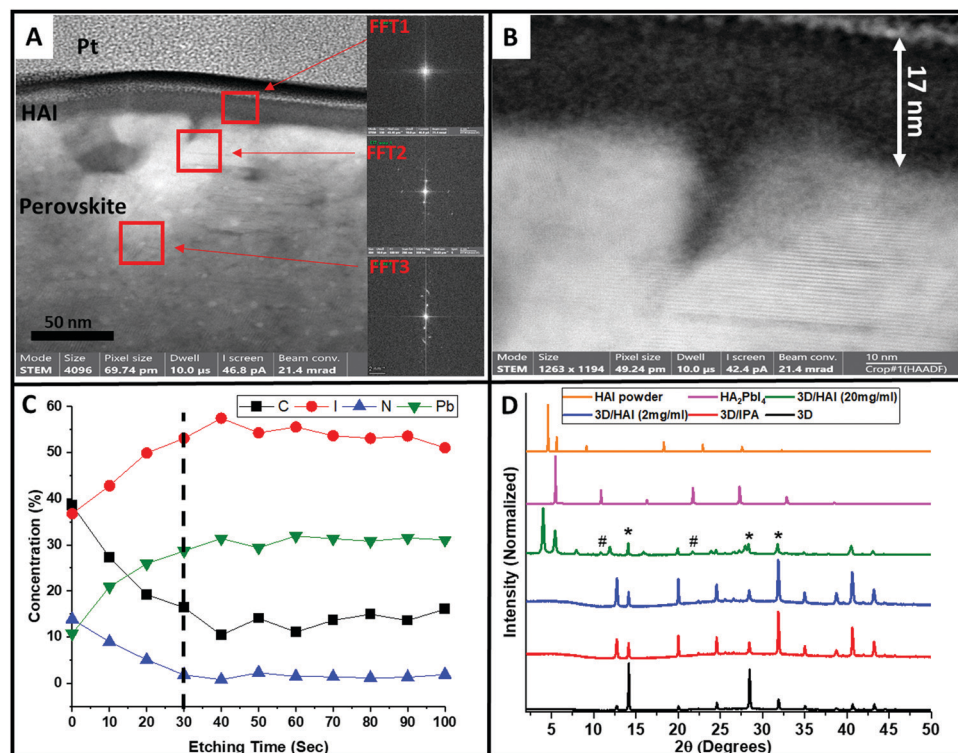 A
Pt
HAI
Perovskite
50 nm
FFT1
FFT2
FFT3
Mode Size Pixel size Dwell I screen Beam conv.
STEM 4096 69.74 pm 10.0 µs 46.8 pA 21.4 mrad
B
17 nm
Mode Size Pixel size Dwell I screen Beam conv. 10 nm
STEM 1263 x 1194 49.24 pm 10.0 µs 42.4 pA 21.4 mrad Crop#1(HAADF)
C
C I N Pb
60
50
40
30
20
10
0
Concentration (%)
0 10 20 30 40 50 60 70 80 90 100
Etching Time (Sec)
D
HAI powder HA₂PbI₄ 3D/HAI (20mg/ml)
3D/HAI (2mg/ml) 3D/IPA 3D
# * # * *
Intensity (Normalized)
5 10 15 20 25 30 35 40 45 50
2θ (Degrees)